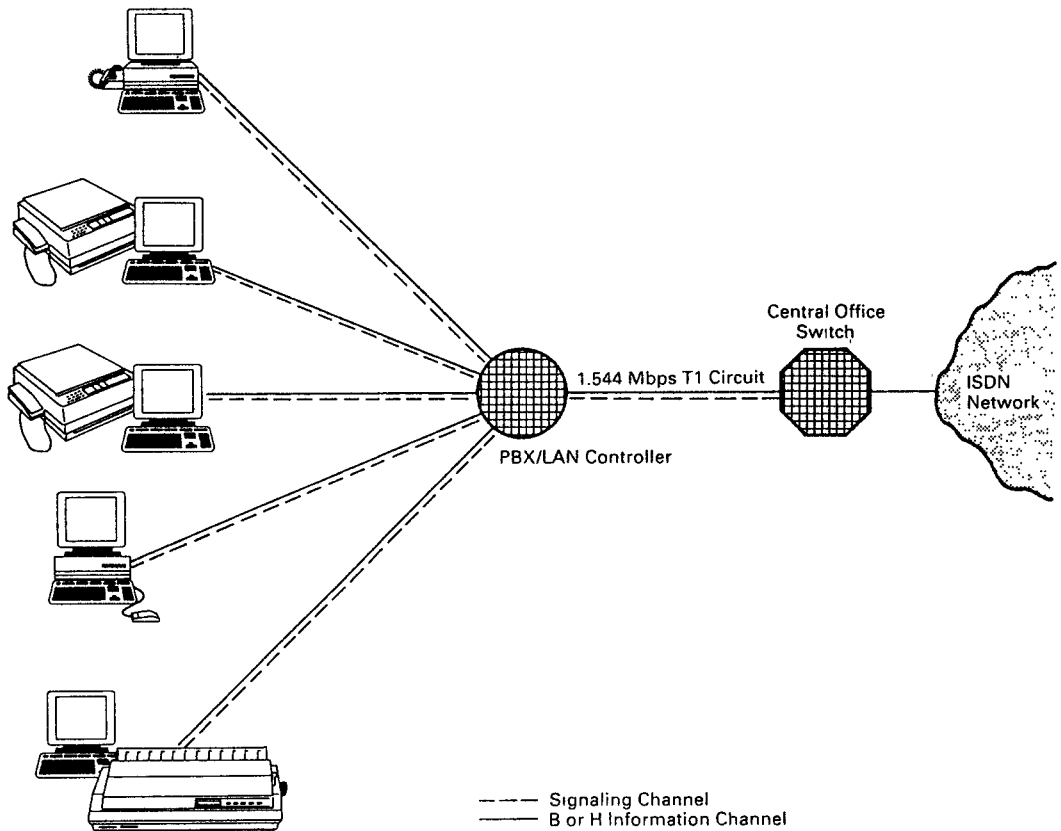 Central Office
Switch
1.544 Mbps T1 Circuit
ISDN
Network
PBX/LAN Controller
Signaling Channel
B or H Information Channel